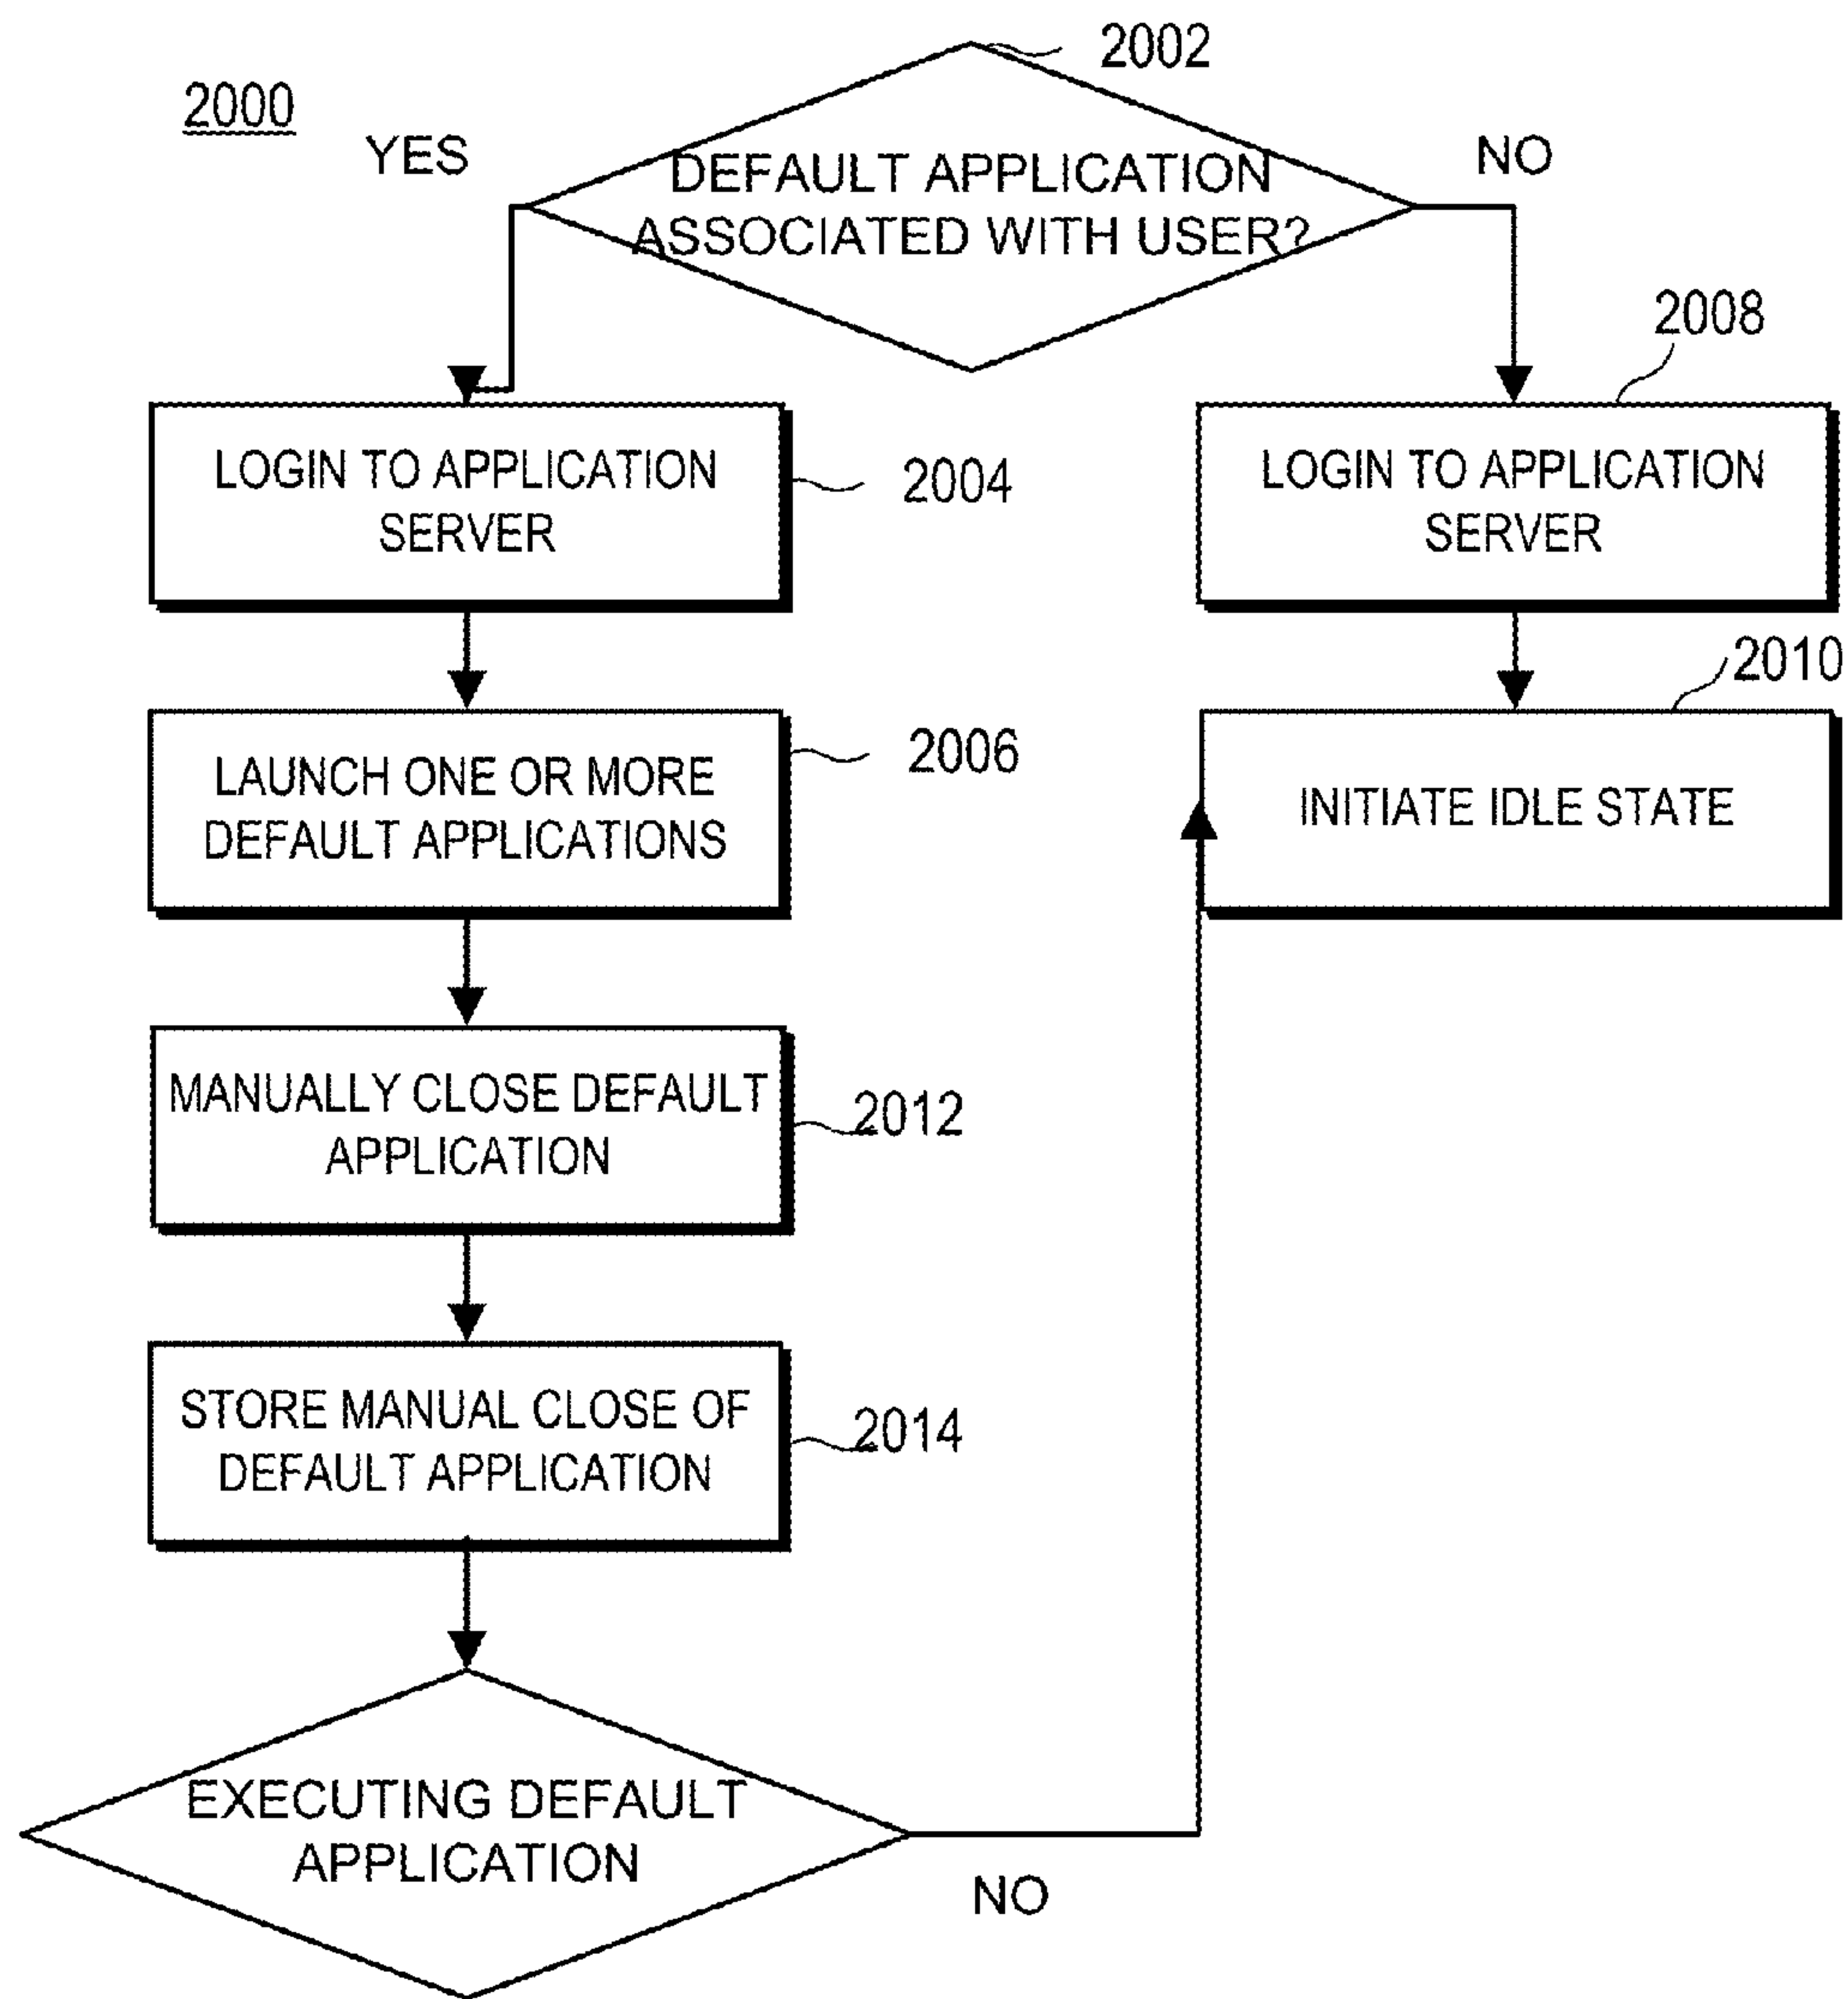 2002
2000
YES
NO
DEFAULT APPLICATION
ASSOCIATED WITH USER?
2008
LOGIN TO APPLICATION
SERVER
2004
LOGIN TO APPLICATION
SERVER
2010
LAUNCH ONE OR MORE
DEFAULT APPLICATIONS
2006
INITIATE IDLE STATE
MANUALLY CLOSE DEFAULT
APPLICATION
2012
STORE MANUAL CLOSE OF
DEFAULT APPLICATION
2014
EXECUTING DEFAULT
APPLICATION
NO